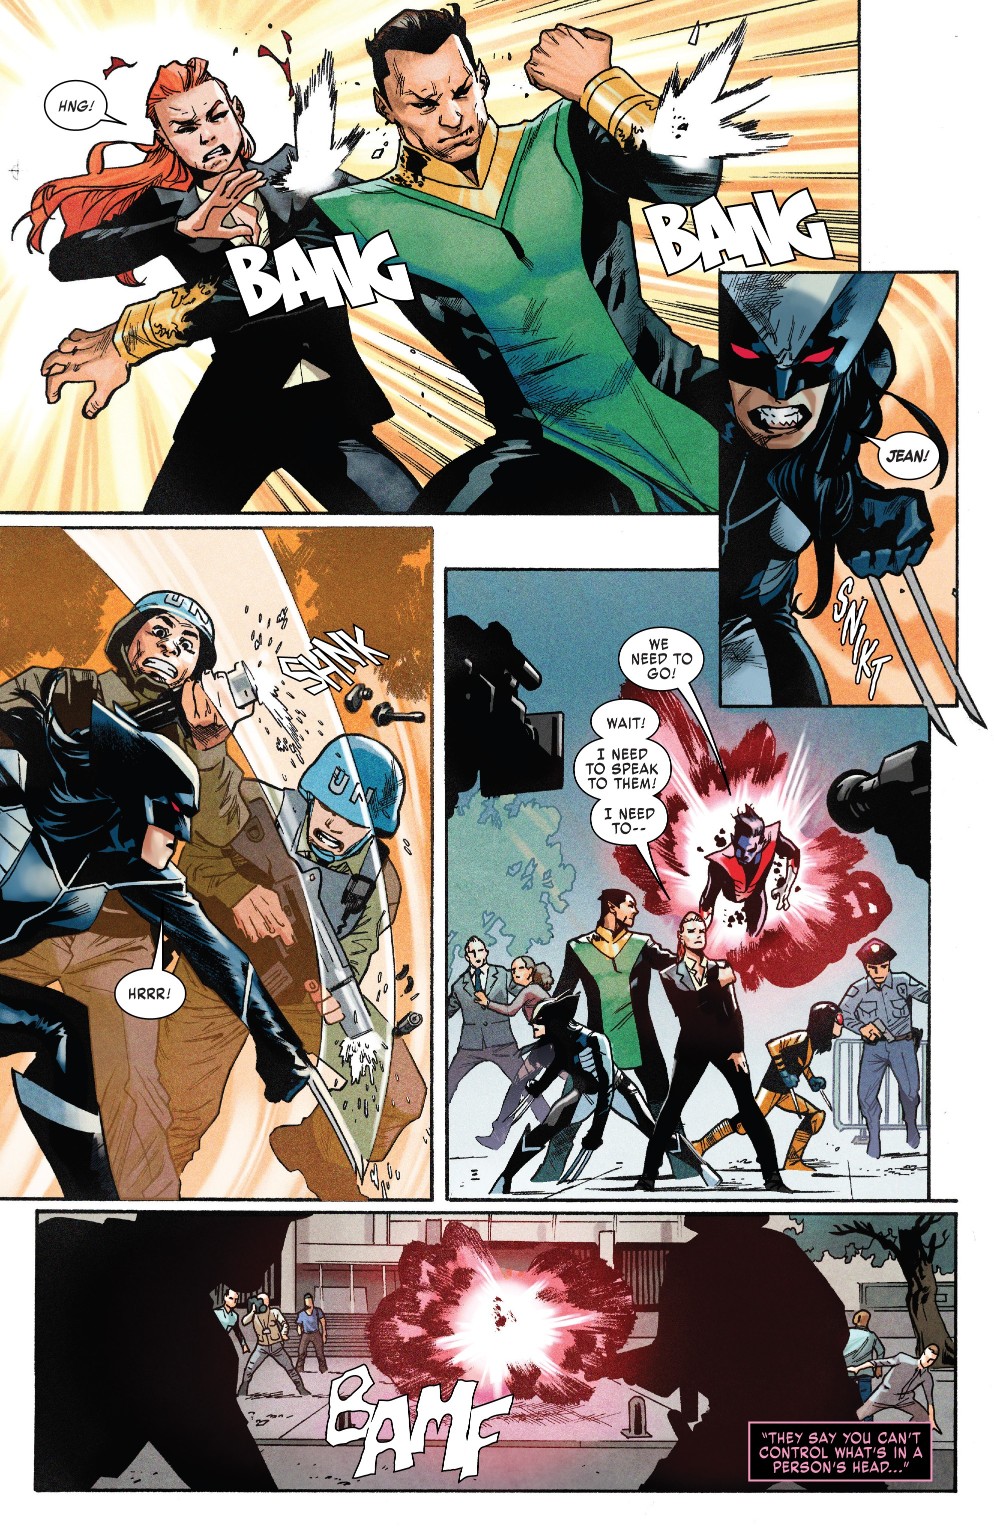 HNG!
BANG
BANG
JEAN!
SNIKT
UN
SHNK
UN
HRRR!
WE
NEED TO
GO!
WAIT!
I NEED
TO SPEAK
TO THEM!
I NEED
TO--
BAMF
"THEY SAY YOU CAN'T
CONTROL WHAT'S IN A
PERSON'S HEAD..."